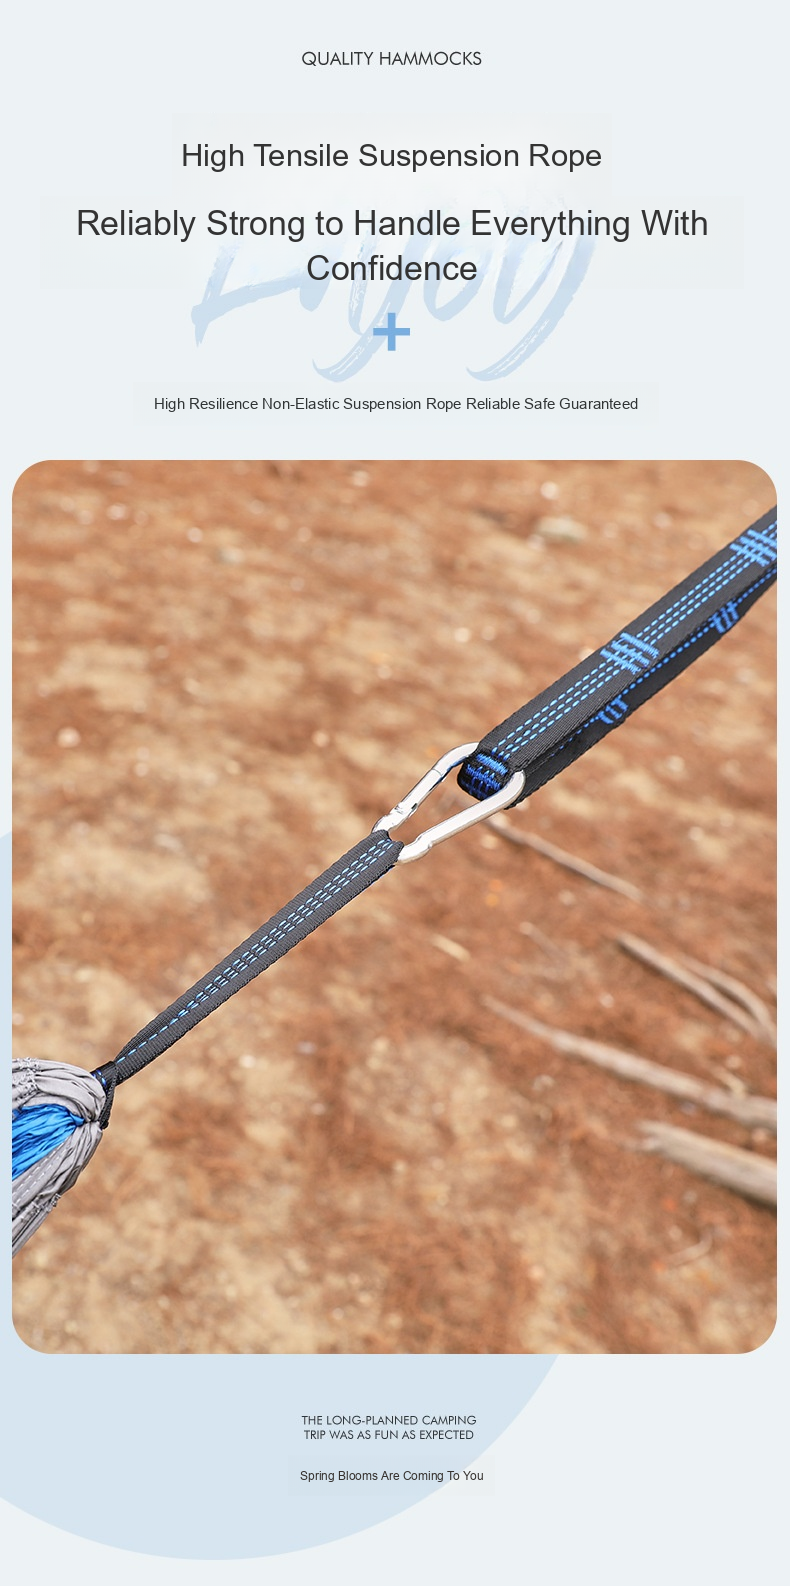 QUALITY HAMMOCKS
High Tensile Suspension Rope
Reliably Strong to Handle Everything With
Confidence
Enjoy
+
High Resilience Non-Elastic Suspension Rope Reliable Safe Guaranteed
THE LONG-PLANNED CAMPING
TRIP WAS AS FUN AS EXPECTED
Spring Blooms Are Coming To You